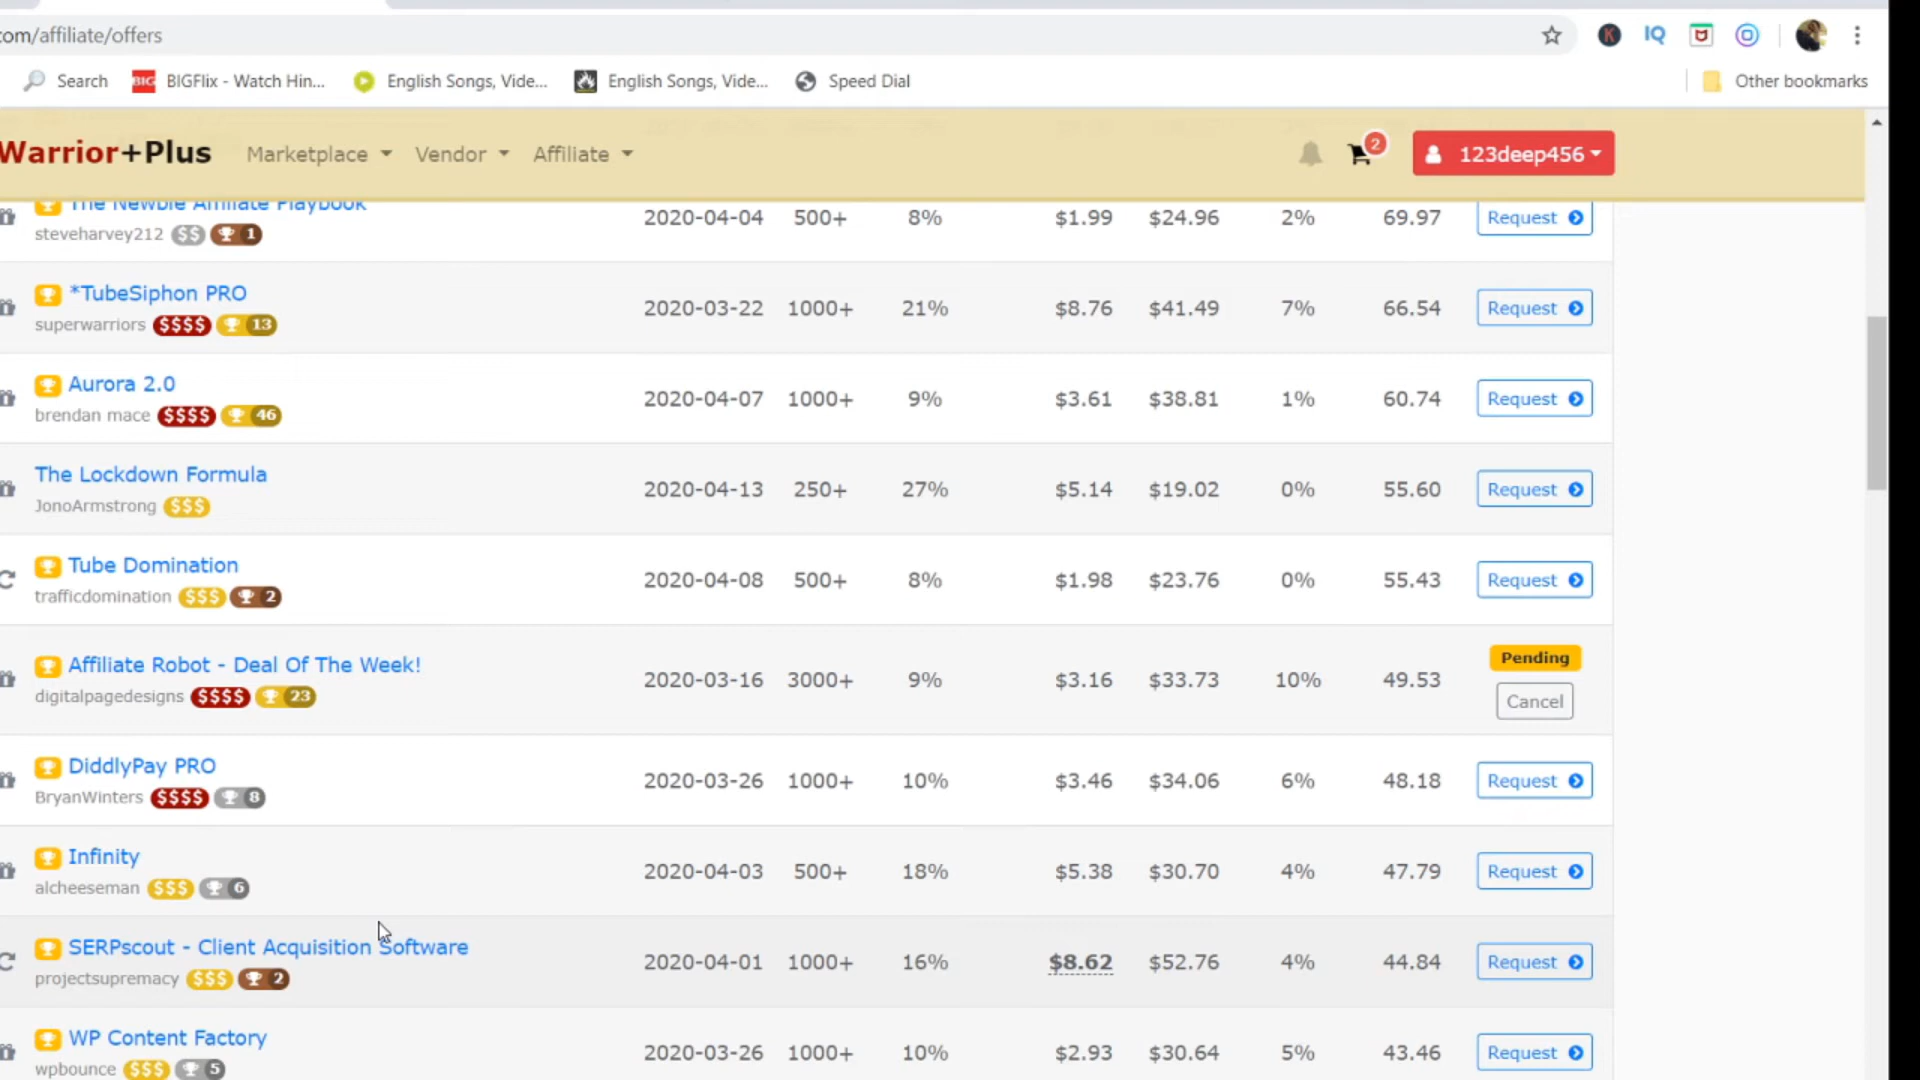 com/affiliate/offers
IQ
Search BIG BIGFlix - Watch Hin... English Songs, Vide... English Songs, Vide... Speed Dial Other bookmarks
Warrior+Plus Marketplace Vendor Affiliate 2 123deep456
The Newbie Affiliate Playbook
steveharvey212 $$ 1 2020-04-04 500+ 8% $1.99 $24.96 2% 69.97 Request
*TubeSiphon PRO
superwarriors $$$$ 13 2020-03-22 1000+ 21% $8.76 $41.49 7% 66.54 Request
Aurora 2.0
brendan mace $$$$ 46 2020-04-07 1000+ 9% $3.61 $38.81 1% 60.74 Request
The Lockdown Formula
JonoArmstrong $$$ 2020-04-13 250+ 27% $5.14 $19.02 0% 55.60 Request
Tube Domination
trafficdomination $$$ 2 2020-04-08 500+ 8% $1.98 $23.76 0% 55.43 Request
Affiliate Robot - Deal Of The Week! Pending
digitalpagedesigns $$$$ 23 2020-03-16 3000+ 9% $3.16 $33.73 10% 49.53 Cancel
DiddlyPay PRO
BryanWinters $$$$ 8 2020-03-26 1000+ 10% $3.46 $34.06 6% 48.18 Request
Infinity
alcheeseman $$$ 6 2020-04-03 500+ 18% $5.38 $30.70 4% 47.79 Request
SERPscout - Client Acquisition Software
projectsupremacy $$$ 2 2020-04-01 1000+ 16% $8.62 $52.76 4% 44.84 Request
WP Content Factory
wpbounce $$$ 5 2020-03-26 1000+ 10% $2.93 $30.64 5% 43.46 Request